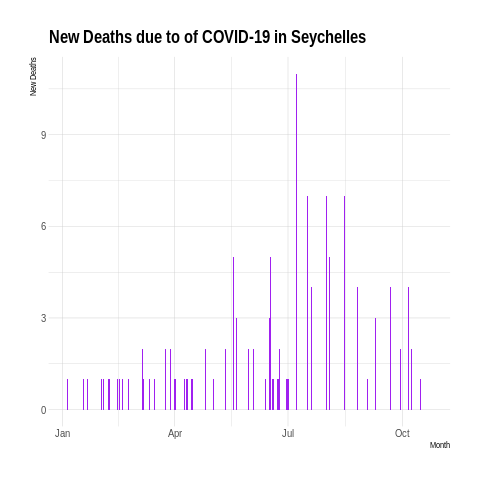 New Deaths due to of COVID-19 in Seychelles
New Deaths
9
6
3
0
Jan Apr Jul Oct
Month